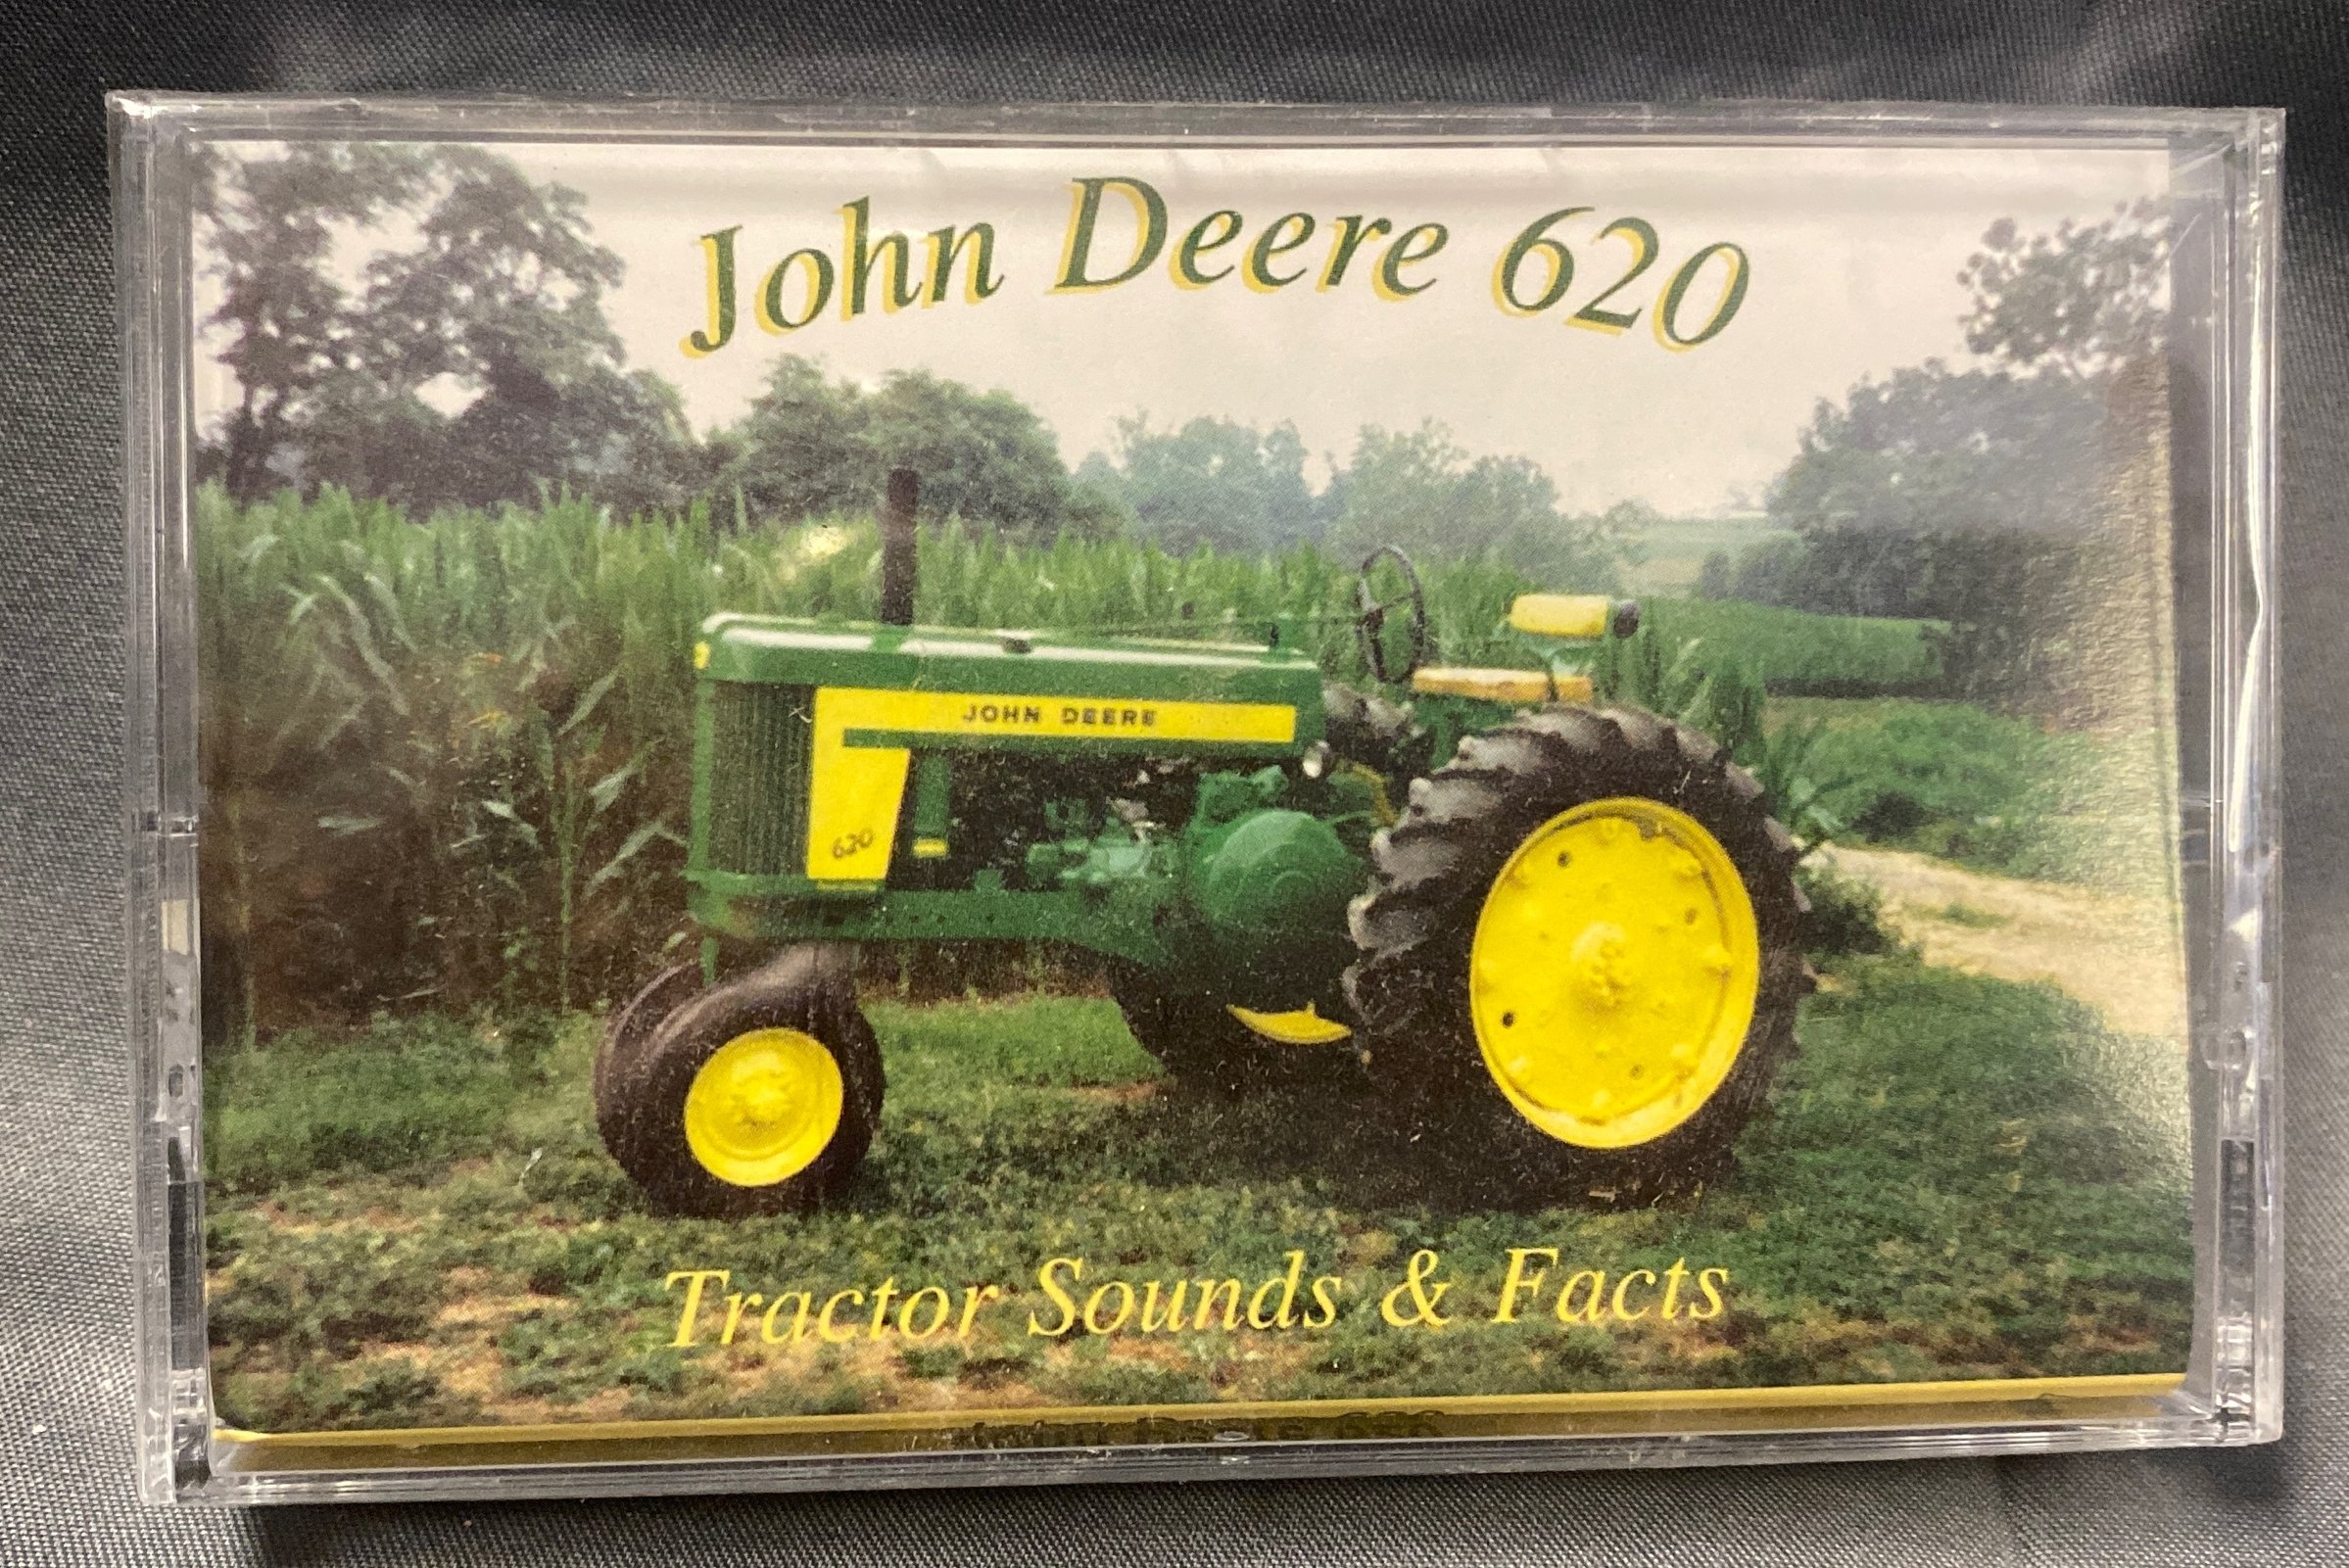 John Deere 620
JOHN DEERE
620
Tractor Sounds & Facts